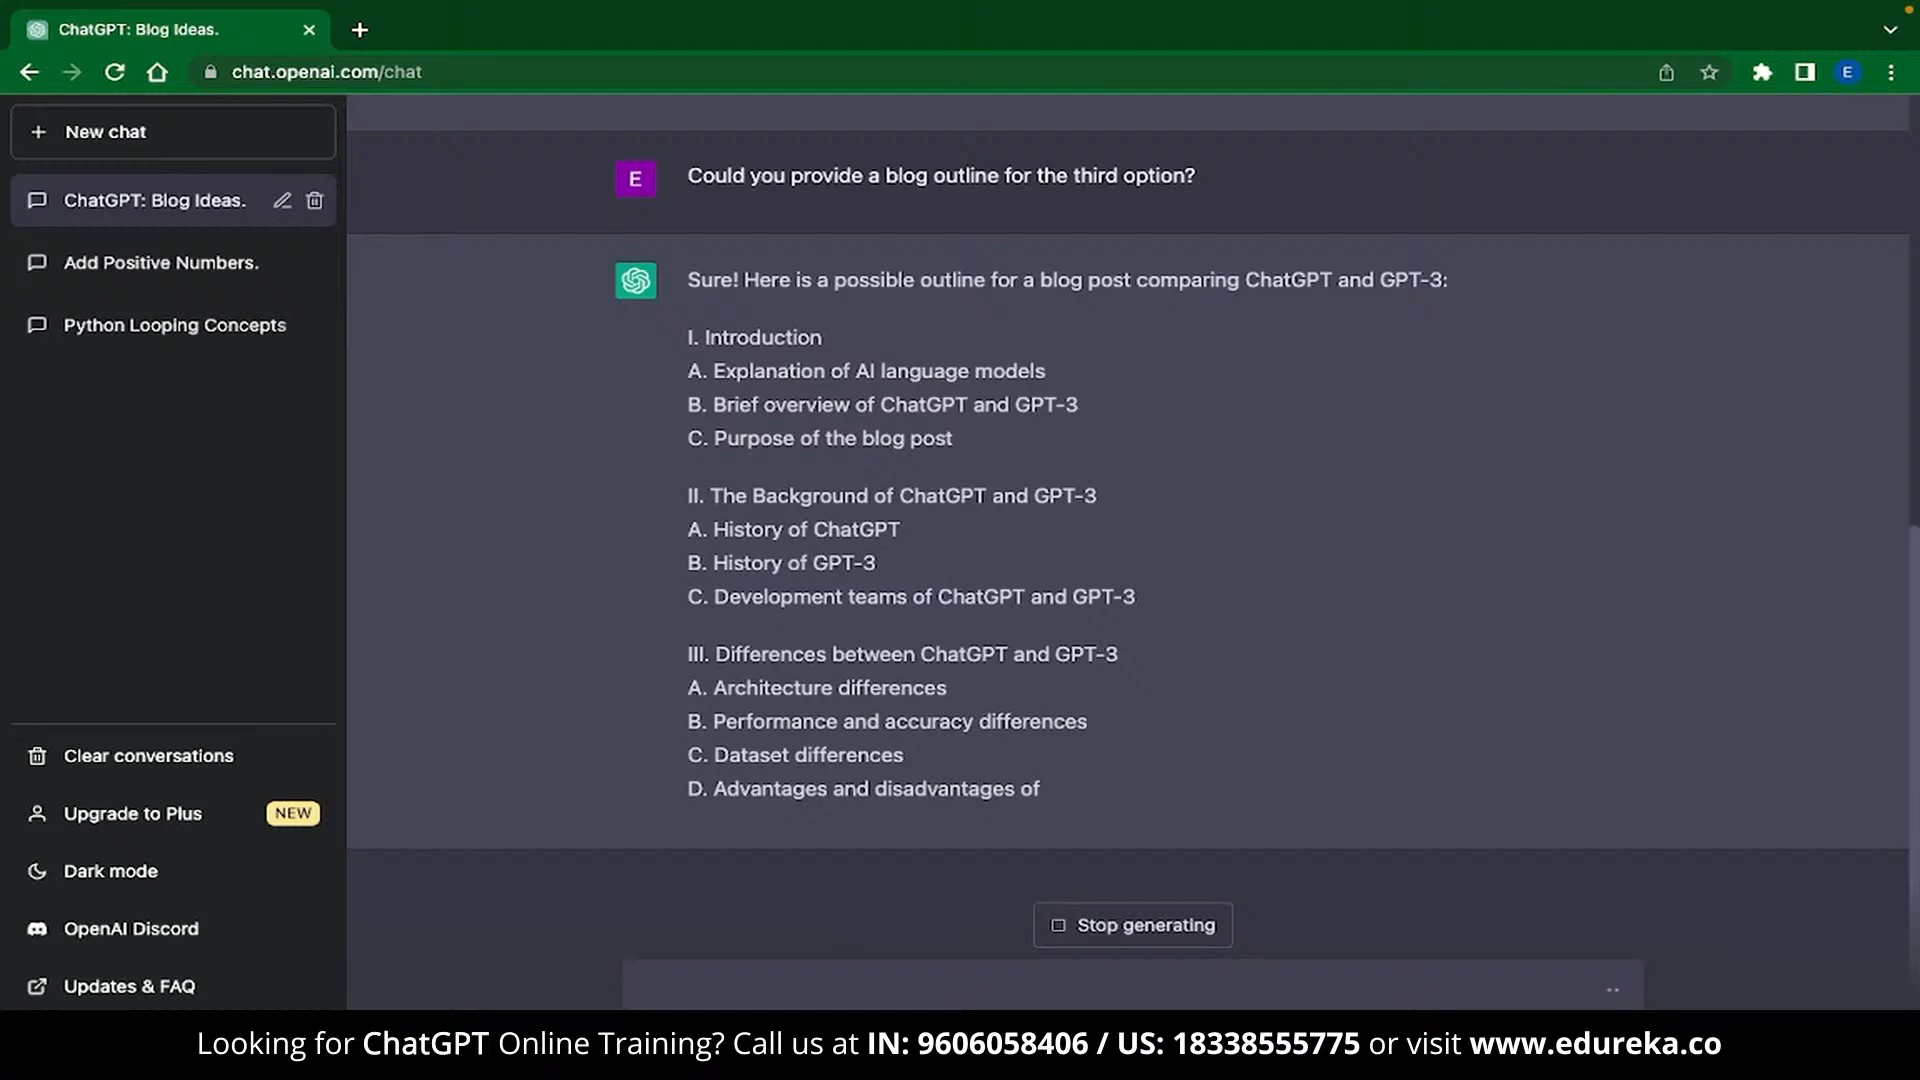 ChatGPT: Blog Ideas.
chat.openai.com/chat
E
New chat
ChatGPT: Blog Ideas.
Add Positive Numbers.
Python Looping Concepts
Clear conversations
Upgrade to Plus NEW
Dark mode
OpenAI Discord
Updates & FAQ
E
Could you provide a blog outline for the third option?
Sure! Here is a possible outline for a blog post comparing ChatGPT and GPT-3:
I. Introduction
A. Explanation of AI language models
B. Brief overview of ChatGPT and GPT-3
C. Purpose of the blog post
II. The Background of ChatGPT and GPT-3
A. History of ChatGPT
B. History of GPT-3
C. Development teams of ChatGPT and GPT-3
III. Differences between ChatGPT and GPT-3
A. Architecture differences
B. Performance and accuracy differences
C. Dataset differences
D. Advantages and disadvantages of
Stop generating
Looking for ChatGPT Online Training? Call us at IN: 9606058406 / US: 18338555775 or visit www.edureka.co